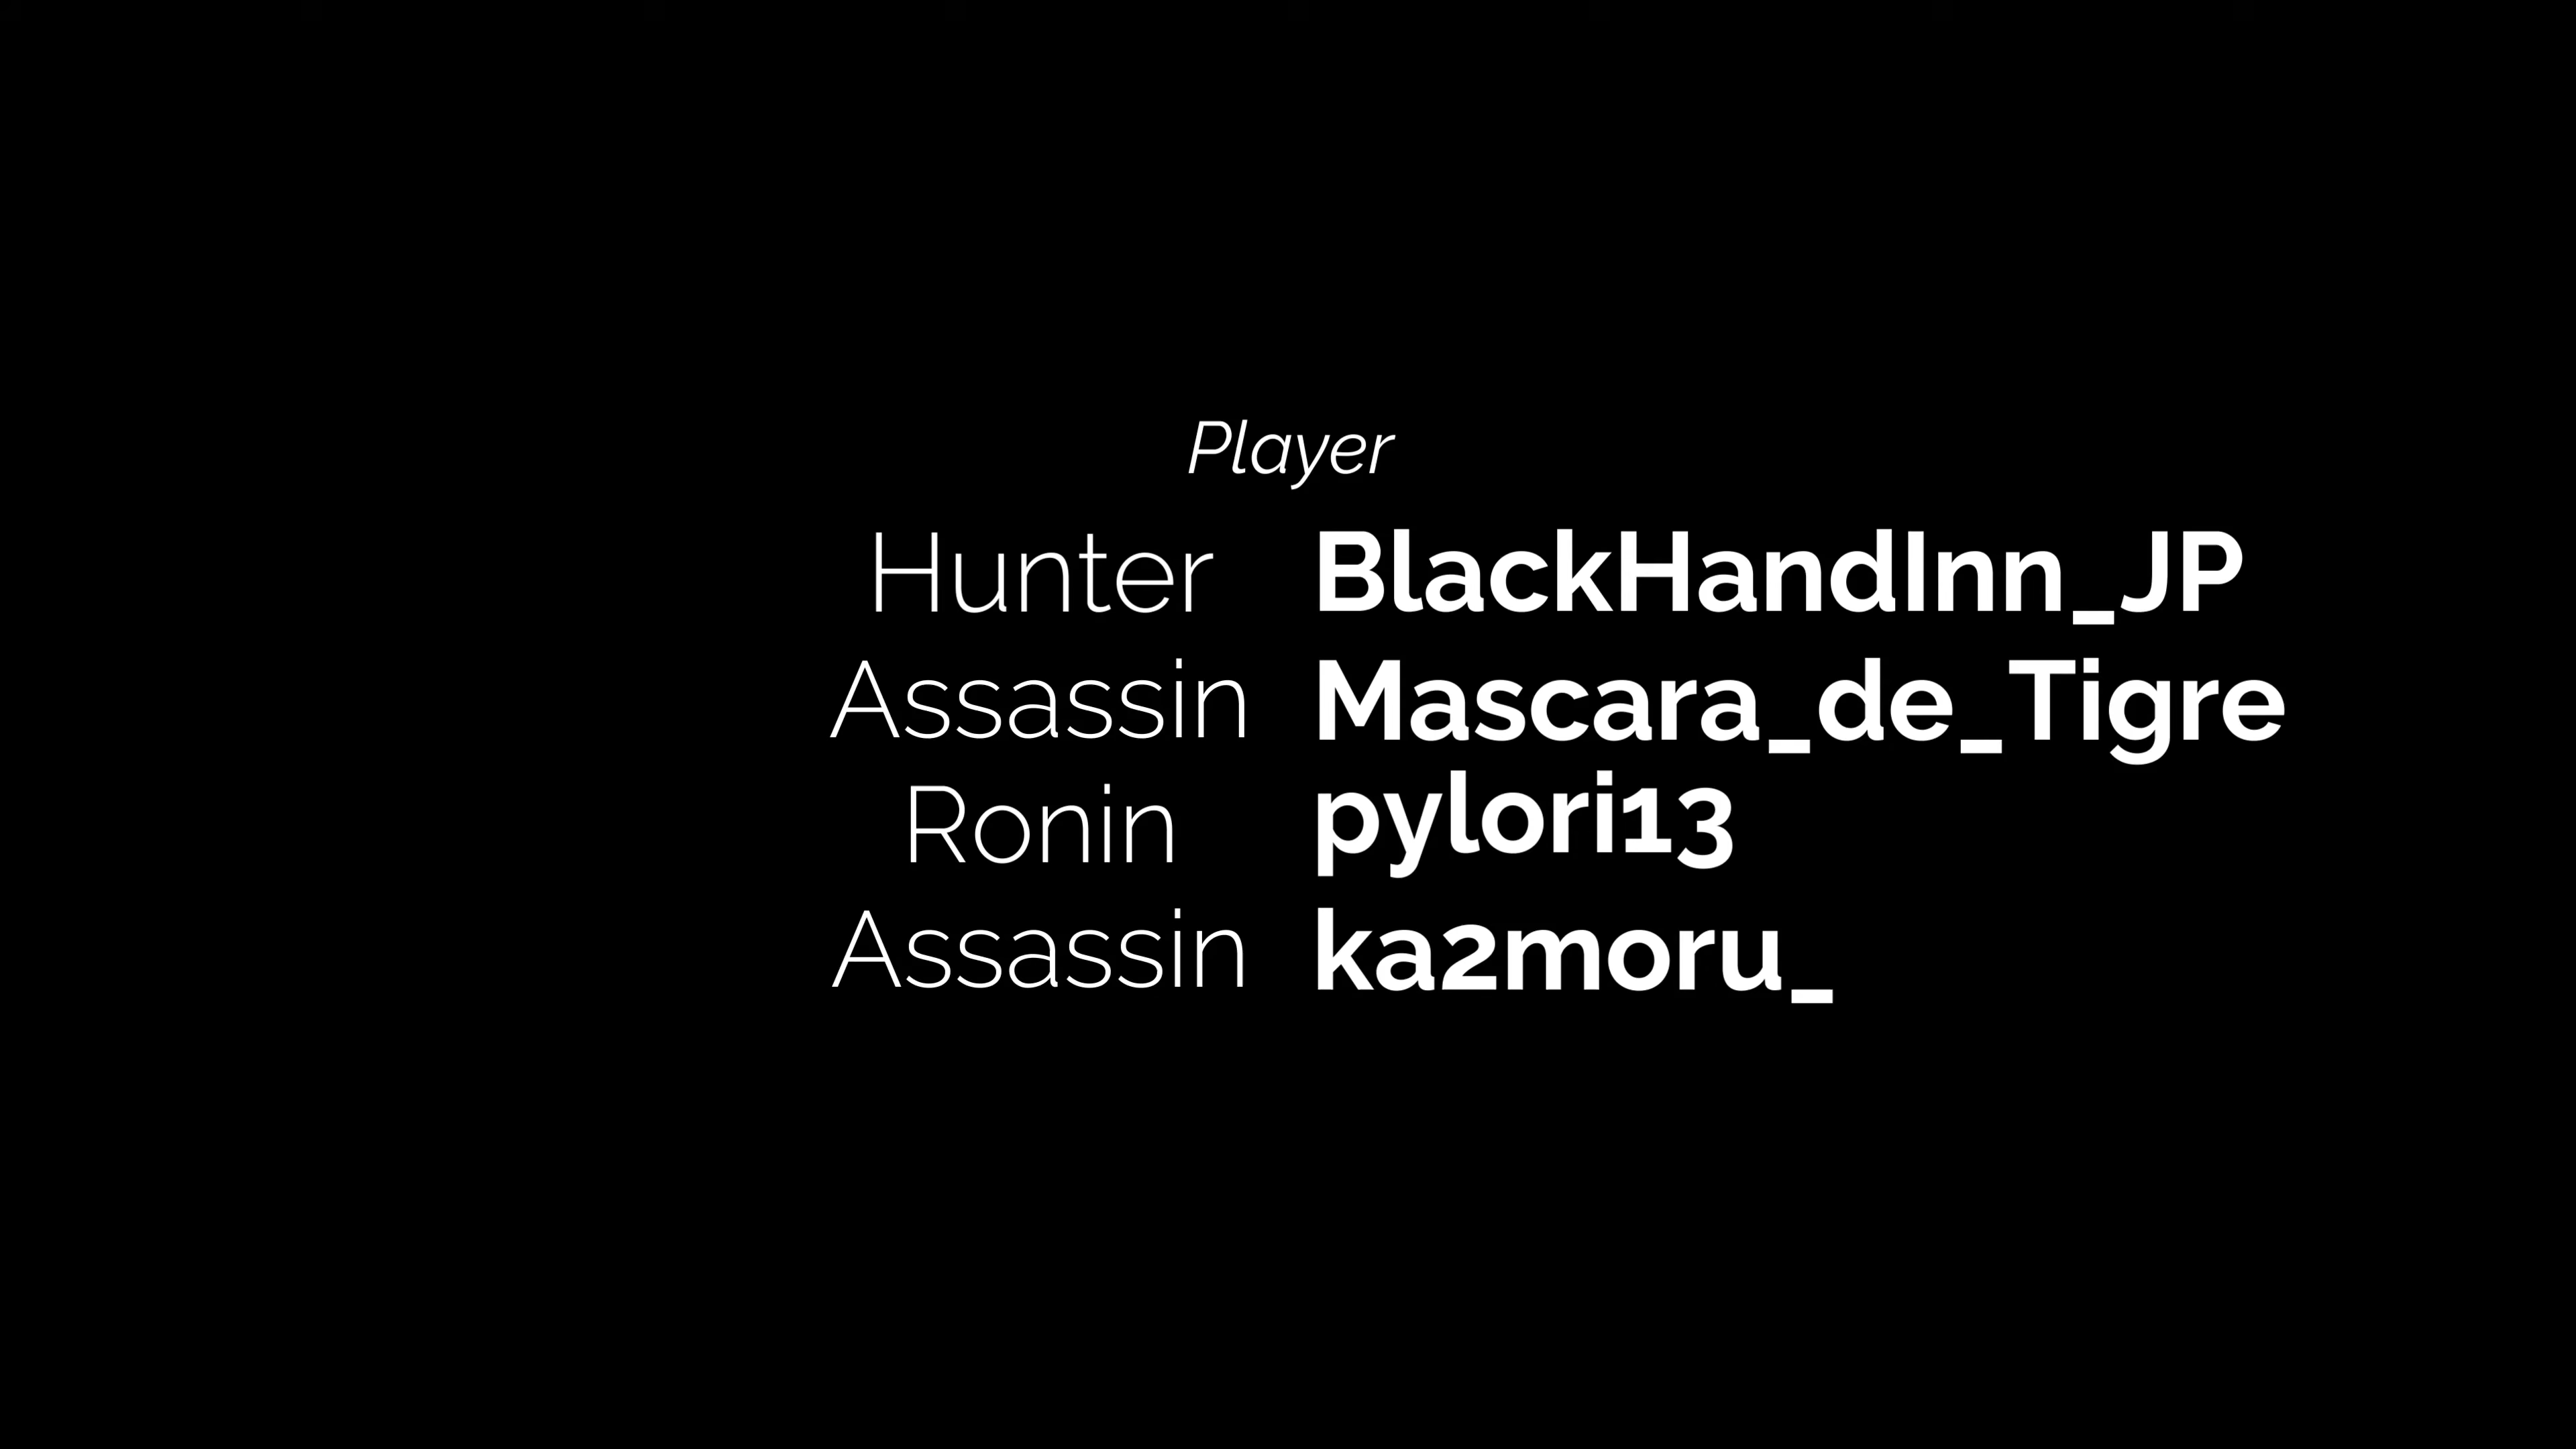 Player
Hunter BlackHandInn_JP
Assassin Mascara_de_Tigre
Ronin pylori13
Assassin ka2moru_